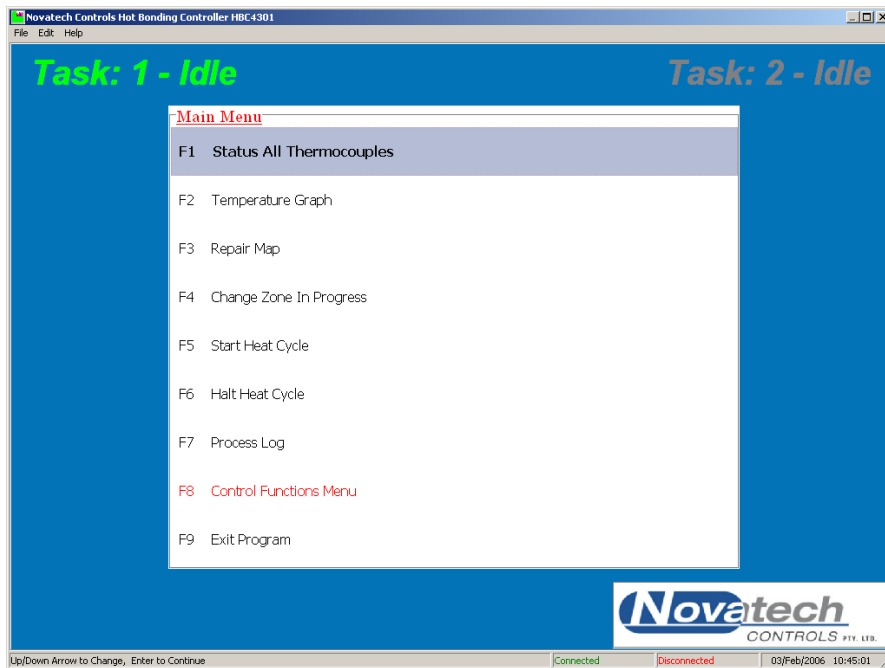 Novatech Controls Hot Bonding Controller HBC4301
File Edit Help
Task: 1 - Idle
Task: 2 - Idle
Main Menu
F1 Status All Thermocouples
F2 Temperature Graph
F3 Repair Map
F4 Change Zone In Progress
F5 Start Heat Cycle
F6 Halt Heat Cycle
F7 Process Log
F8 Control Functions Menu
F9 Exit Program
Novatech
CONTROLS PTY. LTD.
Up/Down Arrow to Change, Enter to Continue
Connected
Disconnected
03/Feb/2006 10:45:01